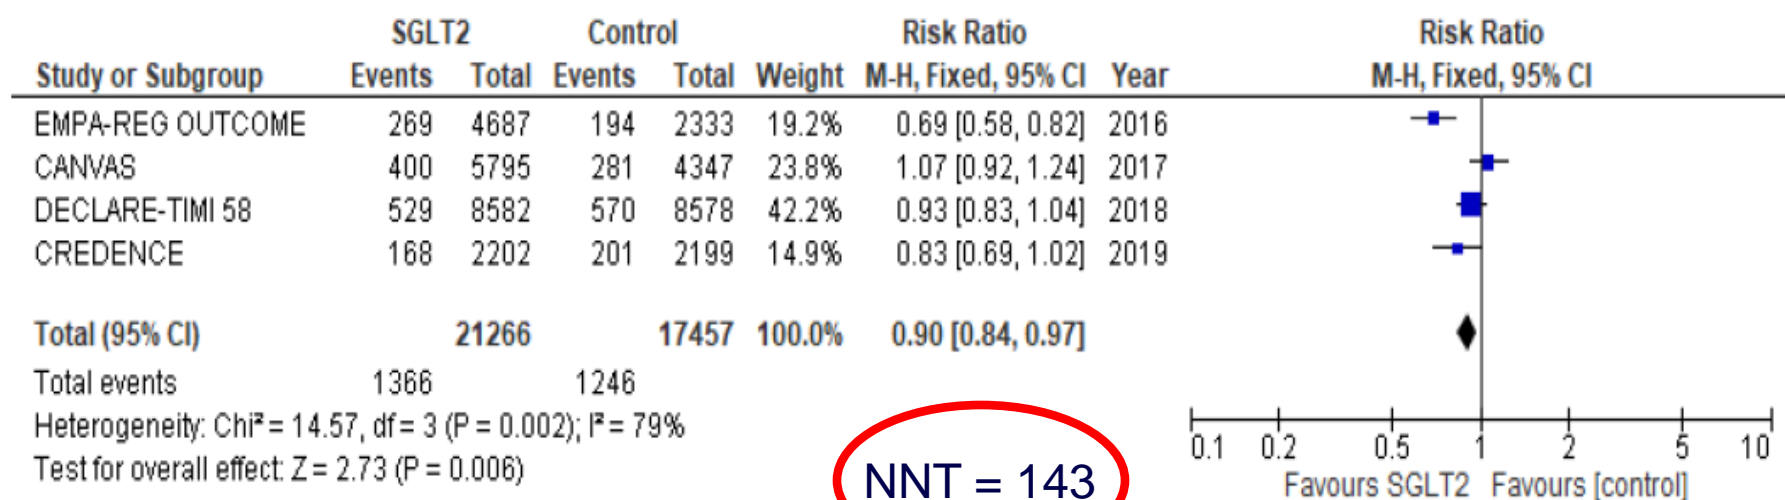 SGLT2 Control Risk Ratio Risk Ratio
Study or Subgroup Events Total Events Total Weight M-H, Fixed, 95% CI Year M-H, Fixed, 95% CI
EMPA-REG OUTCOME 269 4687 194 2333 19.2% 0.69 [0.58, 0.82] 2016
CANVAS 400 5795 281 4347 23.8% 1.07 [0.92, 1.24] 2017
DECLARE-TIMI 58 529 8582 570 8578 42.2% 0.93 [0.83, 1.04] 2018
CREDENCE 168 2202 201 2199 14.9% 0.83 [0.69, 1.02] 2019
Total (95% CI) 21266 17457 100.0% 0.90 [0.84, 0.97]
Total events 1366 1246
Heterogeneity: Chi² = 14.57, df = 3 (P = 0.002); I² = 79%
Test for overall effect: Z = 2.73 (P = 0.006)
NNT = 143
0.1 0.2 0.5 1 2 5 10
Favours SGLT2 Favours [control]